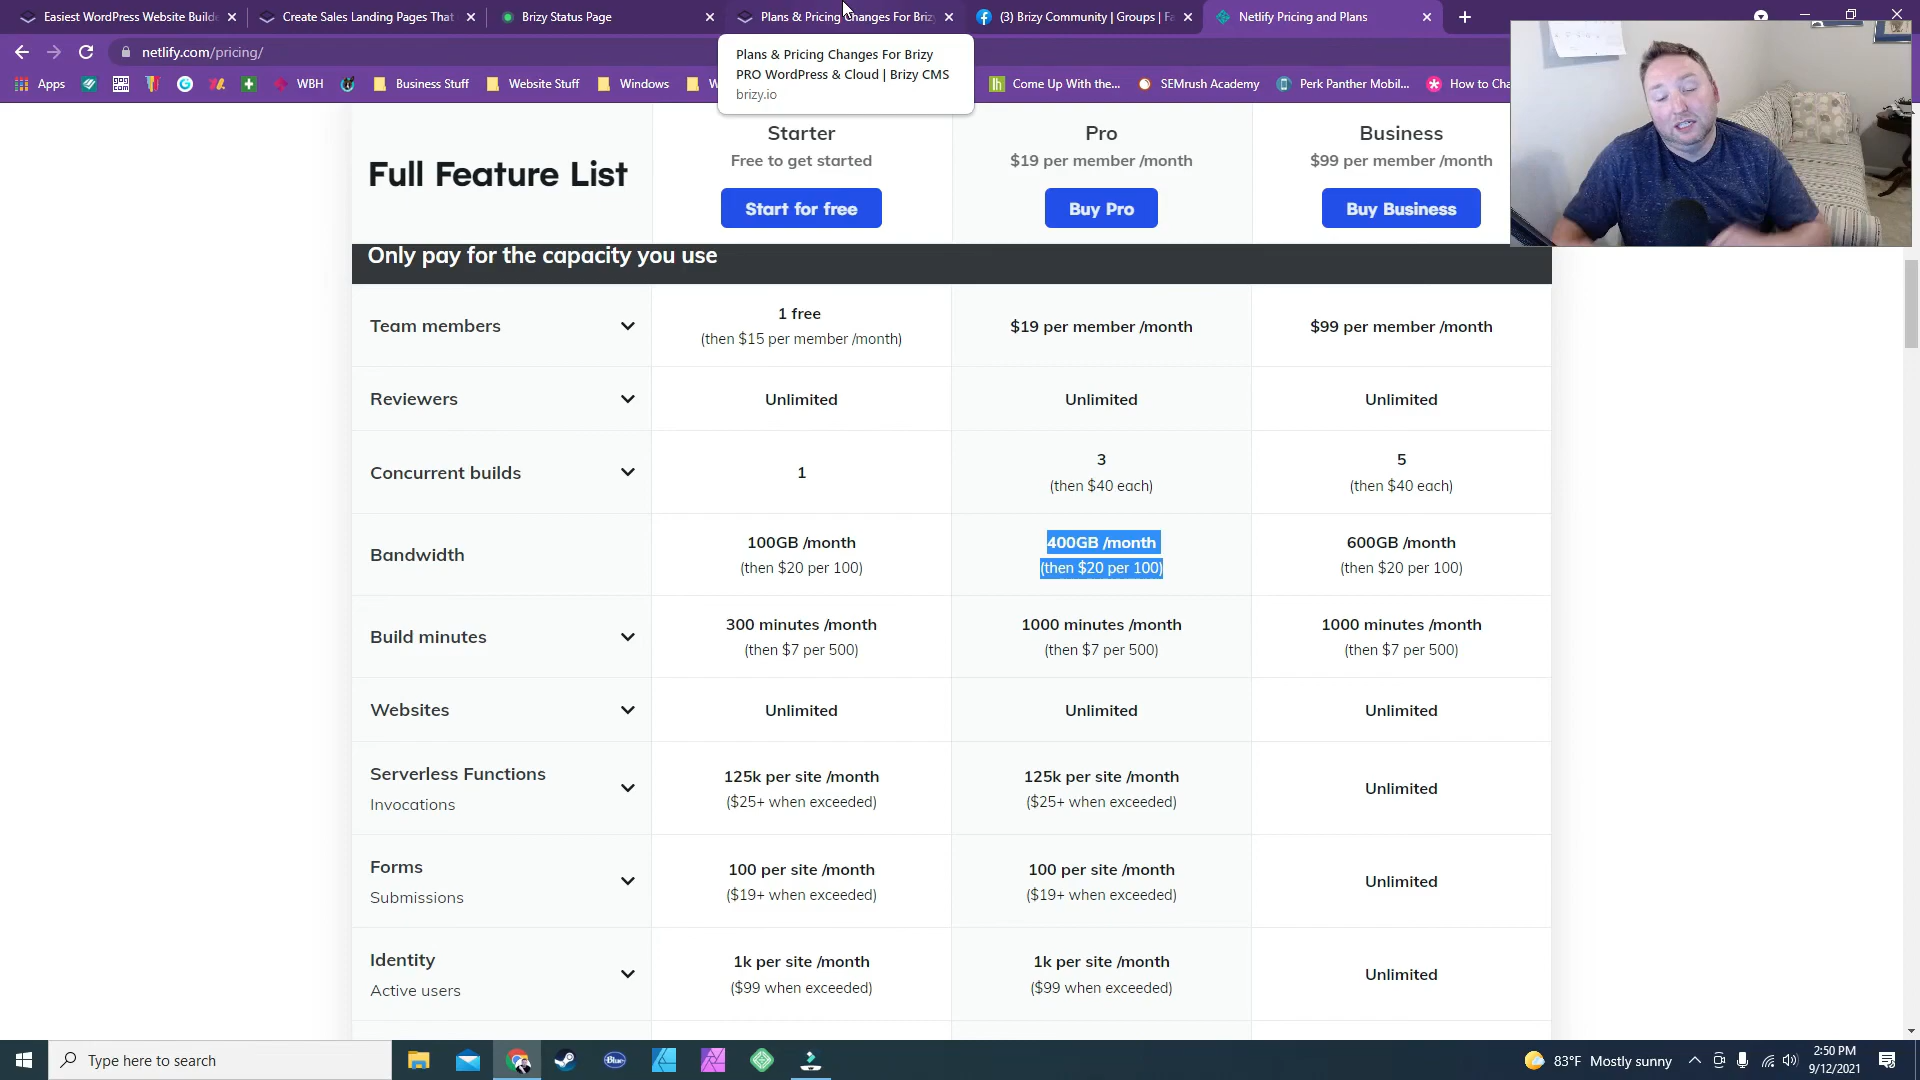 Easiest WordPress Website Builde
Create Sales Landing Pages That
Brizy Status Page
Plans & Pricing Changes For Briz
(3) Brizy Community | Groups | Fa
Netlify Pricing and Plans
netlify.com/pricing/
Plans & Pricing Changes For Brizy
PRO WordPress & Cloud | Brizy CMS
brizy.io
Apps
WBH
Business Stuff
Website Stuff
Windows
W
Come Up With the...
SEMrush Academy
Perk Panther Mobil...
How to Cha
Full Feature List
Starter
Free to get started
Start for free
Pro
$19 per member /month
Buy Pro
Business
$99 per member /month
Buy Business
Only pay for the capacity you use
Team members
1 free
(then $15 per member /month)
$19 per member /month
$99 per member /month
Reviewers
Unlimited
Unlimited
Unlimited
Concurrent builds
1
3
(then $40 each)
5
(then $40 each)
Bandwidth
100GB /month
(then $20 per 100)
400GB /month
(then $20 per 100)
600GB /month
(then $20 per 100)
Build minutes
300 minutes /month
(then $7 per 500)
1000 minutes /month
(then $7 per 500)
1000 minutes /month
(then $7 per 500)
Websites
Unlimited
Unlimited
Unlimited
Serverless Functions
Invocations
125k per site /month
($25+ when exceeded)
125k per site /month
($25+ when exceeded)
Unlimited
Forms
Submissions
100 per site /month
($19+ when exceeded)
100 per site /month
($19+ when exceeded)
Unlimited
Identity
Active users
1k per site /month
($99 when exceeded)
1k per site /month
($99 when exceeded)
Unlimited
Type here to search
Blue
83°F Mostly sunny
2:50 PM
9/12/2021